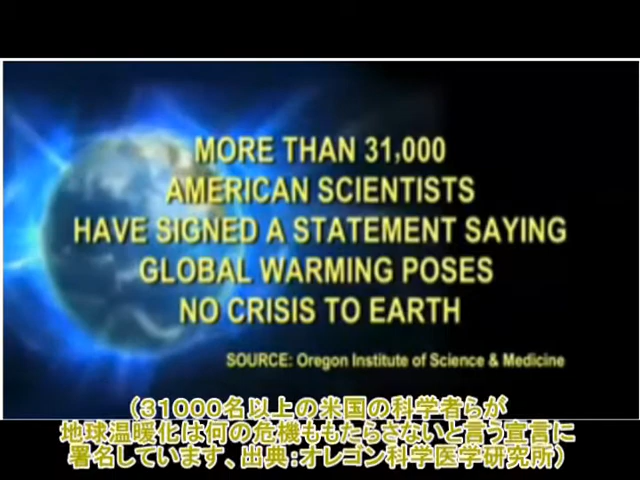 MORE THAN 31,000
AMERICAN SCIENTISTS
HAVE SIGNED A STATEMENT SAYING
GLOBAL WARMING POSES
NO CRISIS TO EARTH
SOURCE: Oregon Institute of Science & Medicine
(31000名以上の米国の科学者らが
地球温暖化は何の危機ももたらさないと言う宣言に
署名しています、出典:オレゴン科学医学研究所)